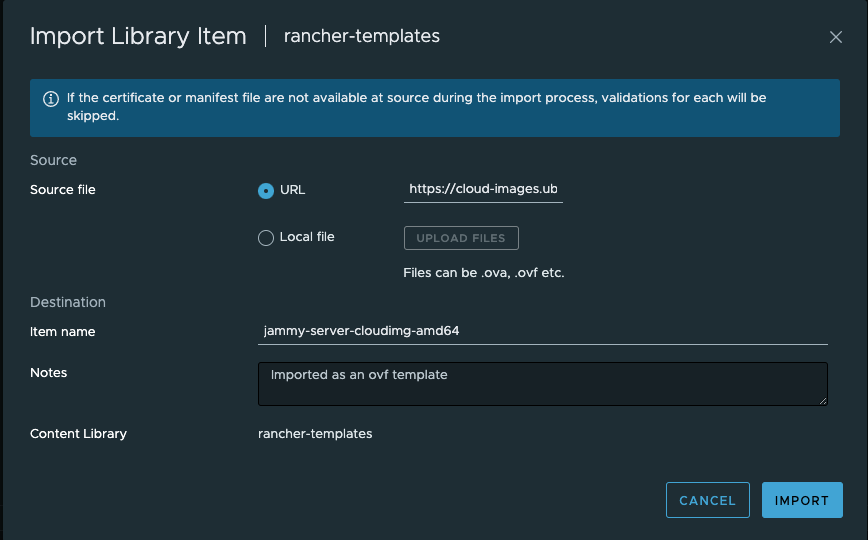 Import Library Item | rancher-templates
If the certificate or manifest file are not available at source during the import process, validations for each will be
skipped.
Source
Source file
URL
https://cloud-images.ub
Local file
UPLOAD FILES
Files can be .ova, .ovf etc.
Destination
Item name
jammy-server-cloudimg-amd64
Notes
Imported as an ovf template
Content Library
rancher-templates
CANCEL
IMPORT